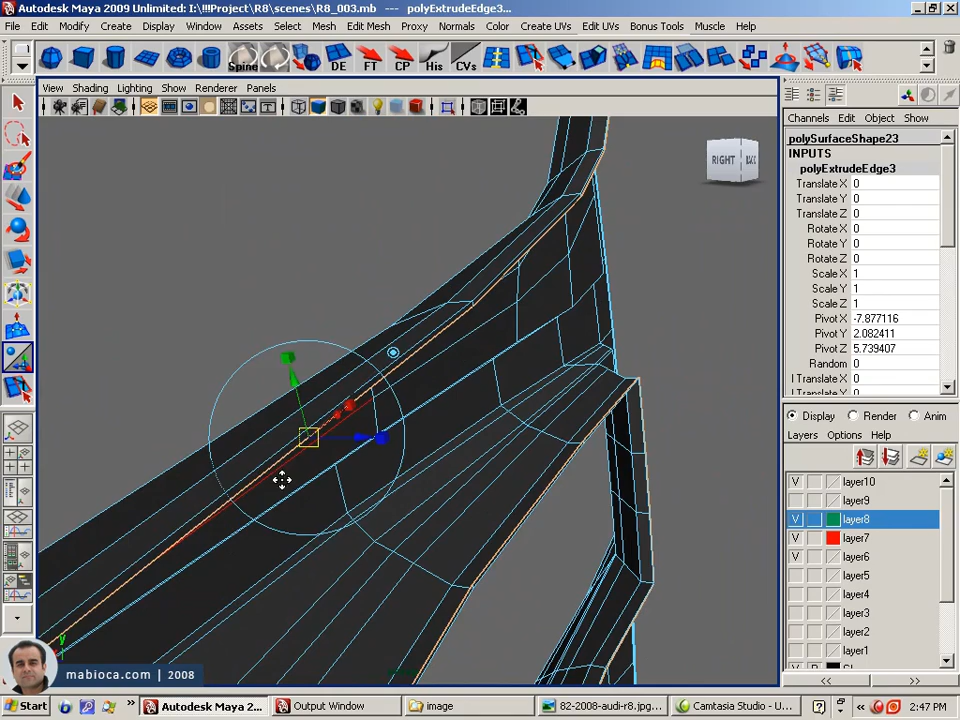 Autodesk Maya 2009 Unlimited: I:\!!!Project\R8\scenes\R8_003.mb   -   polyExtrudeEdge3...
File Edit Modify Create Display Window Assets Select Mesh Edit Mesh Proxy Normals Color Create UVs Edit UVs Bonus Tools Muscle Help
Spine DE FT CP His CVs
View Shading Lighting Show Renderer Panels
RIGHT
Channels Edit Object Show
polySurfaceShape23
INPUTS
polyExtrudeEdge3
Translate X 0
Translate Y 0
Translate Z 0
Rotate X 0
Rotate Y 0
Rotate Z 0
Scale X 1
Scale Y 1
Scale Z 1
Pivot X -7.877116
Pivot Y 2.082411
Pivot Z 5.739407
Random 0
l Translate X 0
l Translate Y 0
Display Render Anim
Layers Options Help
V layer10
layer9
V layer8
V layer7
V layer6
layer5
layer4
layer3
layer2
layer1
y
mabioca.com | 2008
Start Autodesk Maya 2... Output Window image 82-2008-audi-r8.jpg... Camtasia Studio - U... 2:47 PM